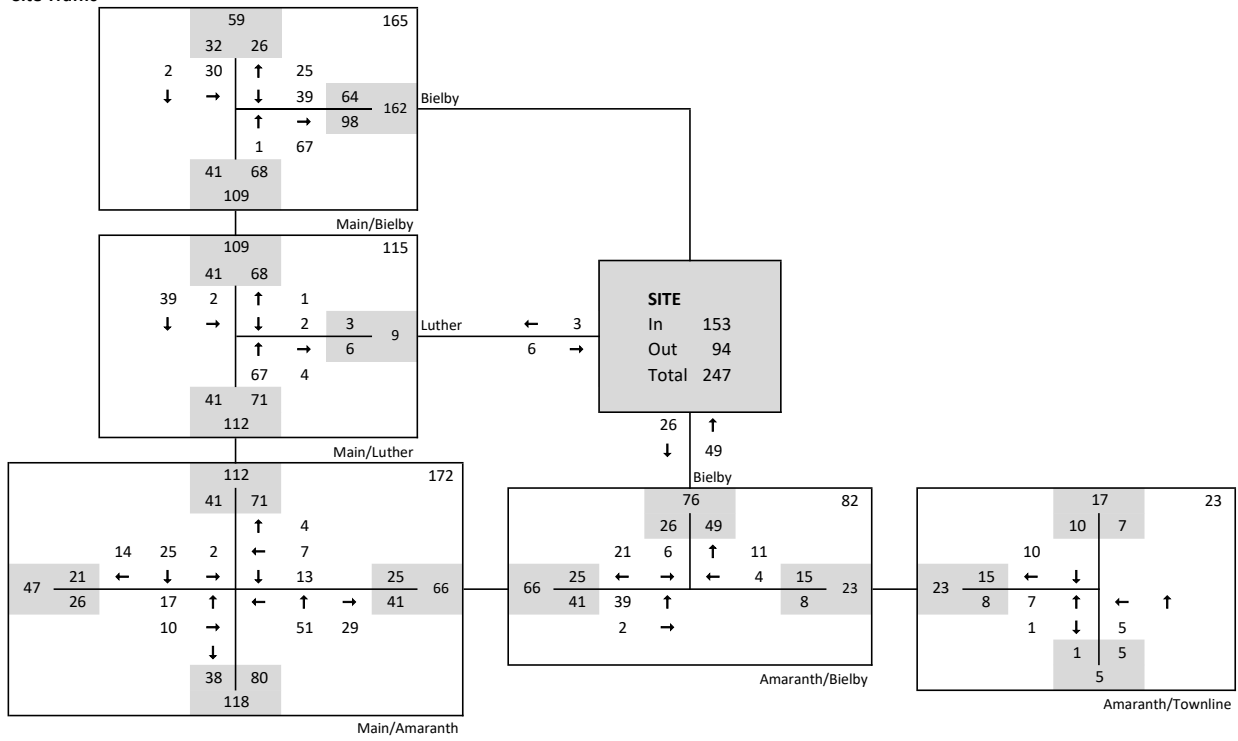 59 165
32 26
2 30 ↑ 25
↓ → ↓ 39 64 162 Bielby
↑ → 98
1 67
41 68
109
Main/Bielby
109 115
41 68
39 2 ↑ 1
↓ → ↓ 2 3 9 Luther
↑ → 6
67 4
41 71
112
Main/Luther
← 3
6 →
SITE
In 153
Out 94
Total 247
26 ↑
↓ 49
Bielby
112 172
41 71
↑ 4
14 25 2 ← 7
← ↓ → ↓ 13
47 21 25 66
26 17 ↑ ← ↑ → 41
10 → 51 29
↓
38 80
118
Main/Amaranth
76 82
26 49
21 6 ↑ 11
66 25 ← → ← 4 15 23
41 39 ↑ 8
2 →
Amaranth/Bielby
17 23
10 7
10
23 15 ← ↓
8 7 ↑ ← ↑
1 ↓ 5
1 5
5
Amaranth/Townline